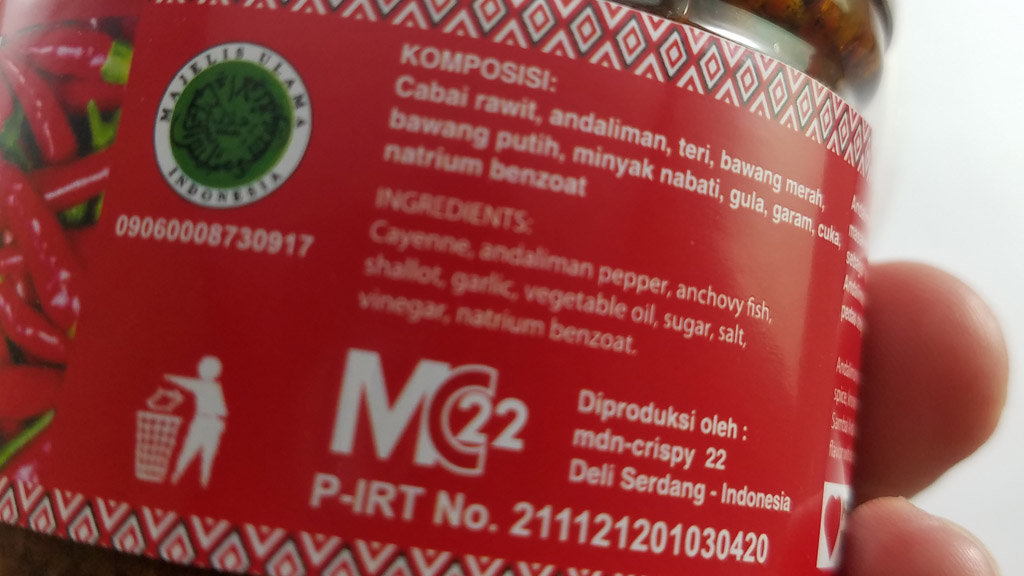 MAJELIS ULAMA
INDONESIA
09060008730917
KOMPOSISI:
Cabai rawit, andaliman, teri, bawang merah,
bawang putih, minyak nabati, gula, garam, cuka,
natrium benzoat
INGREDIENTS:
Cayenne, andaliman pepper, anchovy fish,
shallot, garlic, vegetable oil, sugar, salt,
vinegar, natrium benzoat.
MC22
Diproduksi oleh :
mdn-crispy 22
Deli Serdang - Indonesia
P-IRT No. 211121201030420